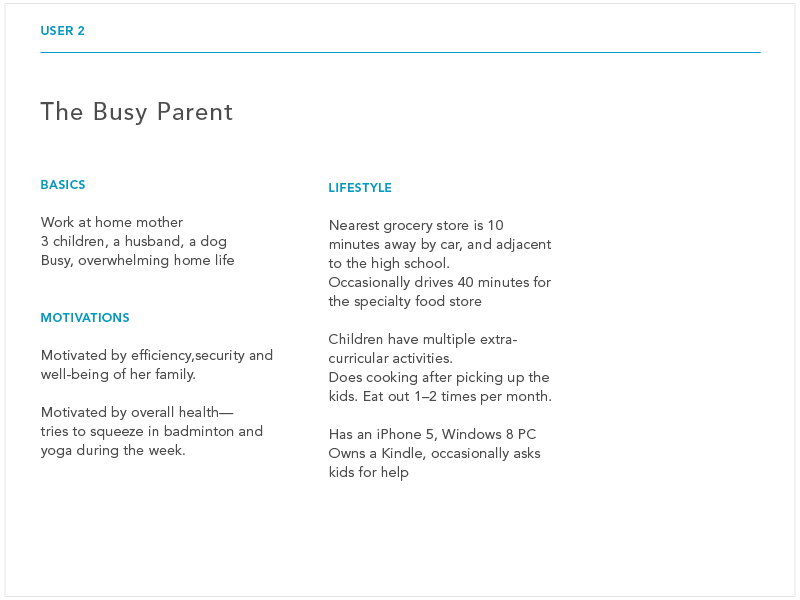 USER 2
The Busy Parent
BASICS
Work at home mother
3 children, a husband, a dog
Busy, overwhelming home life
MOTIVATIONS
Motivated by efficiency,security and
well-being of her family.
Motivated by overall health—
tries to squeeze in badminton and
yoga during the week.
LIFESTYLE
Nearest grocery store is 10
minutes away by car, and adjacent
to the high school.
Occasionally drives 40 minutes for
the specialty food store
Children have multiple extra-
curricular activities.
Does cooking after picking up the
kids. Eat out 1–2 times per month.
Has an iPhone 5, Windows 8 PC
Owns a Kindle, occasionally asks
kids for help